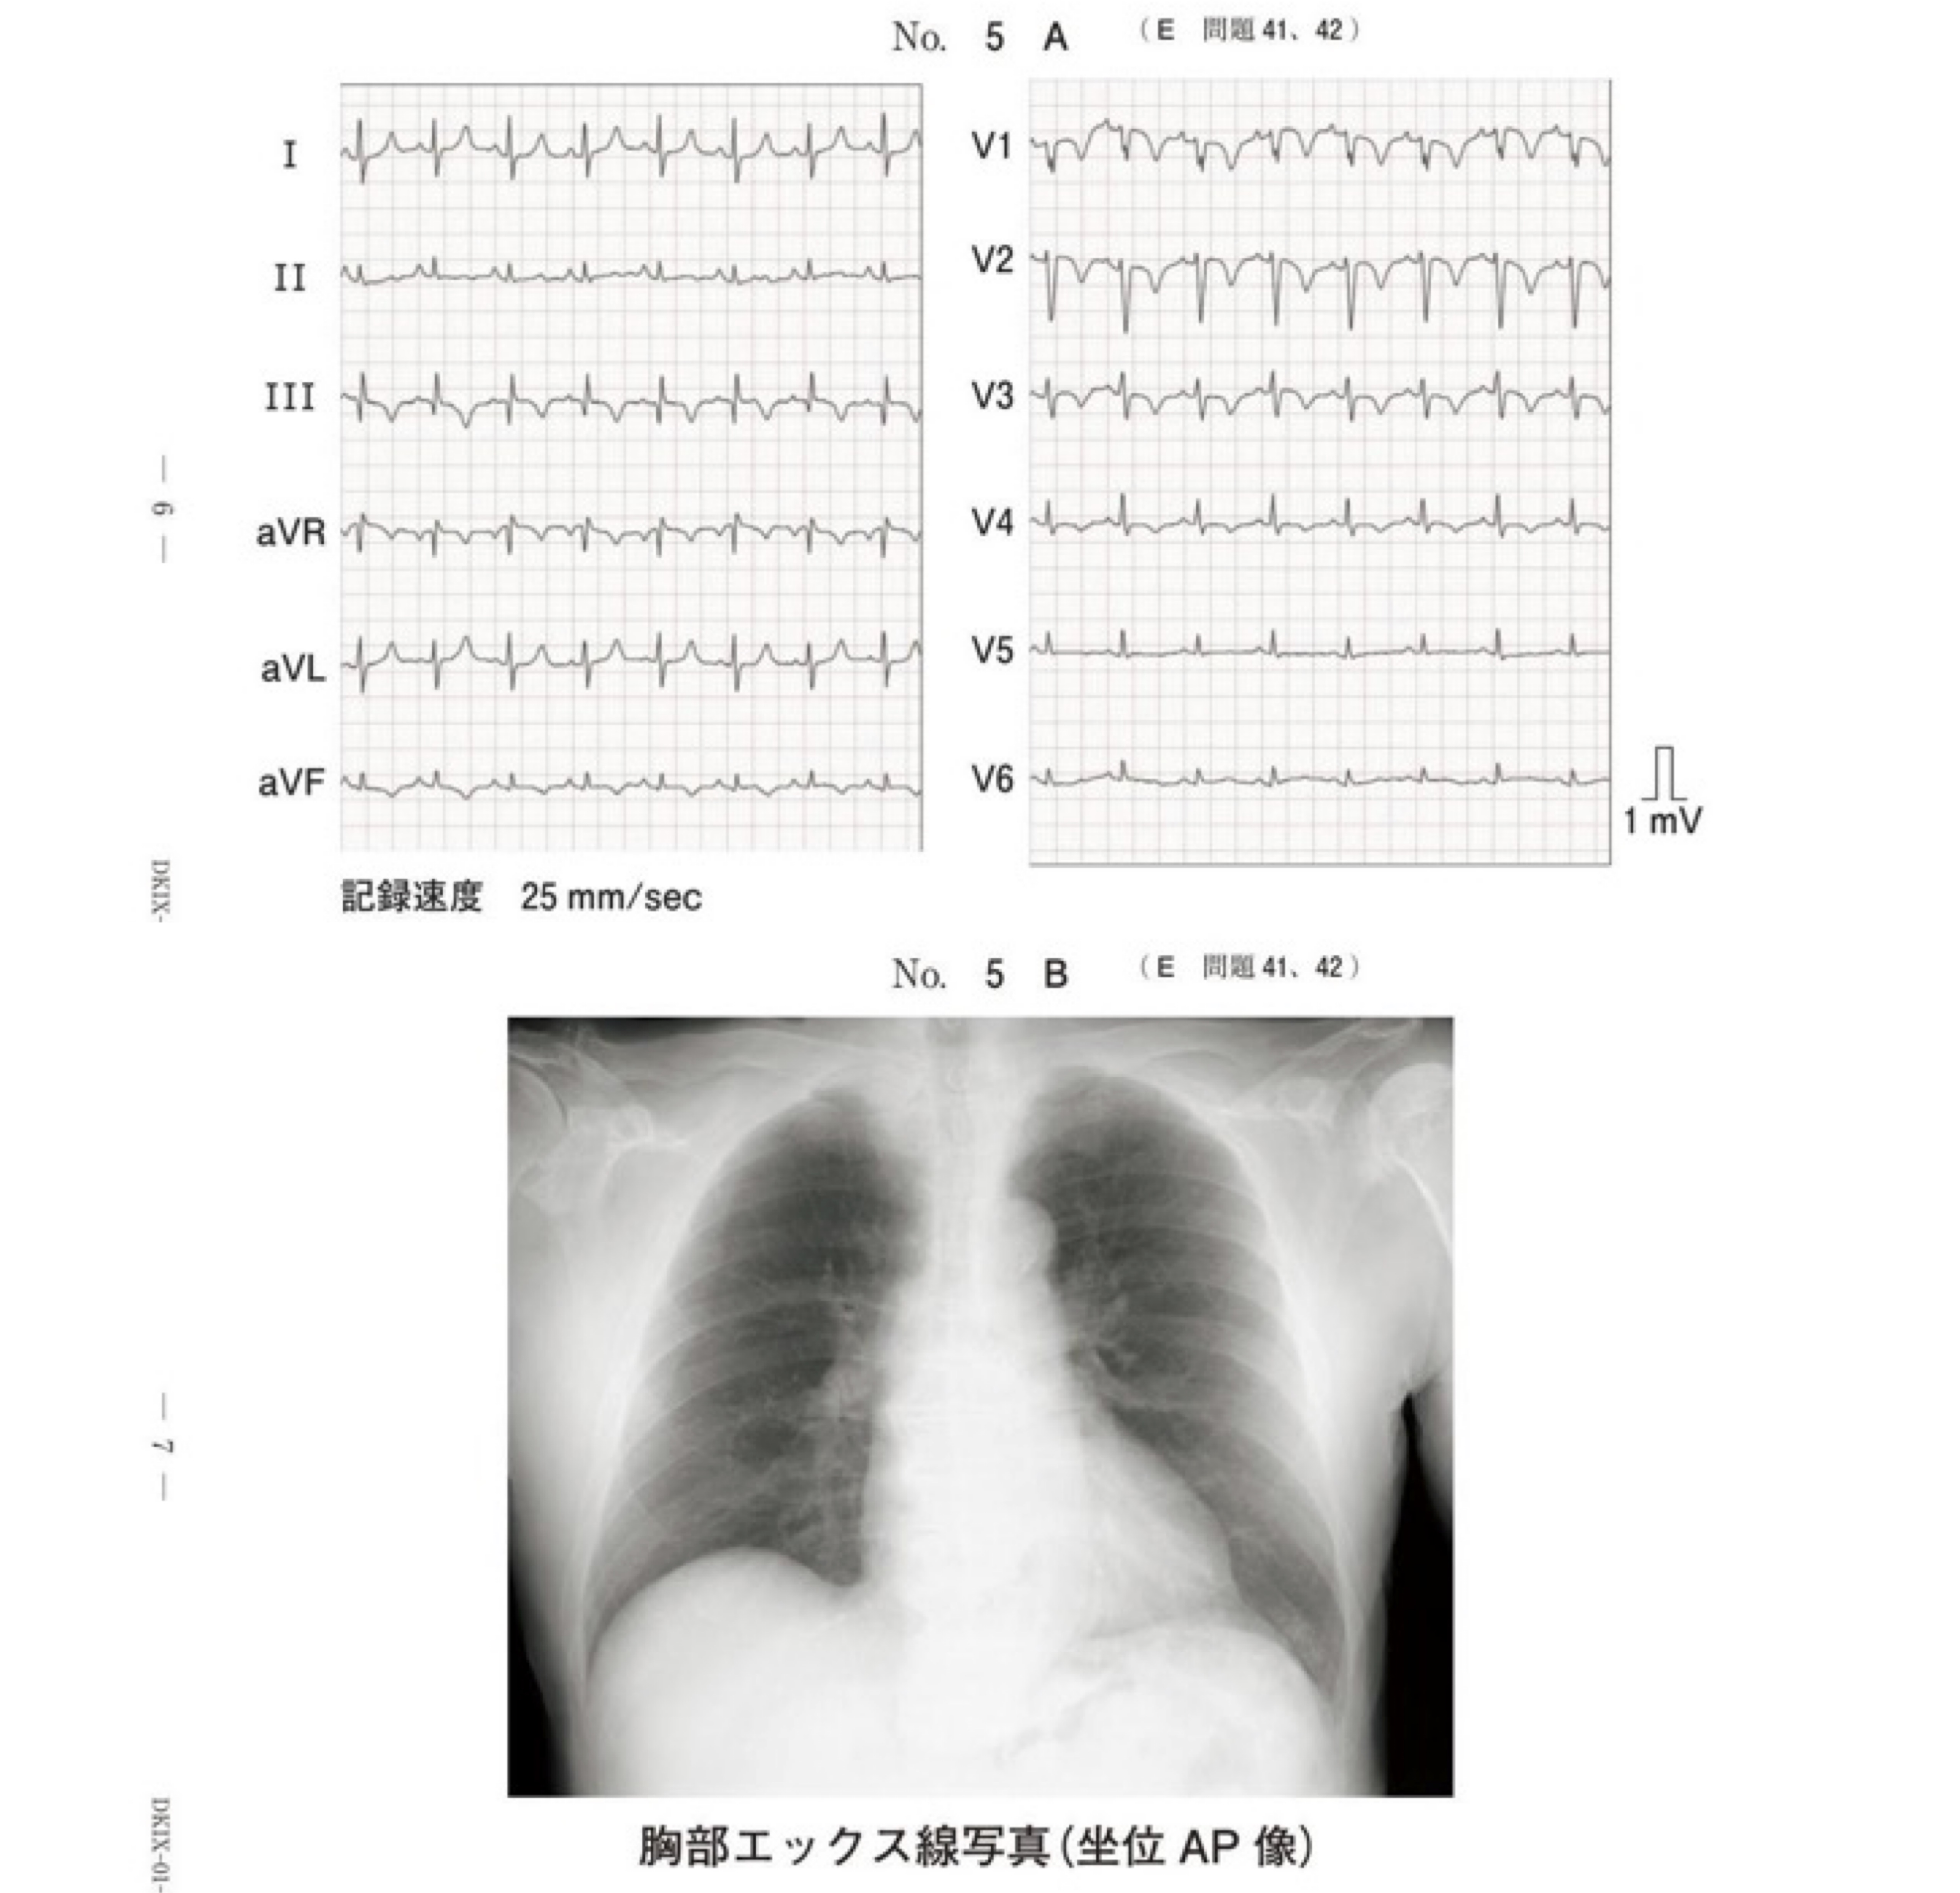 No. 5 A (E 問題 41、42)
I
II
III
aVR
aVL
aVF
V1
V2
V3
V4
V5
V6
1 mV
記録速度 25 mm/sec
— 6 —
DKIX-
No. 5 B (E 問題 41、42)
胸部エックス線写真(坐位 AP 像)
— 7 —
DKIX-01-